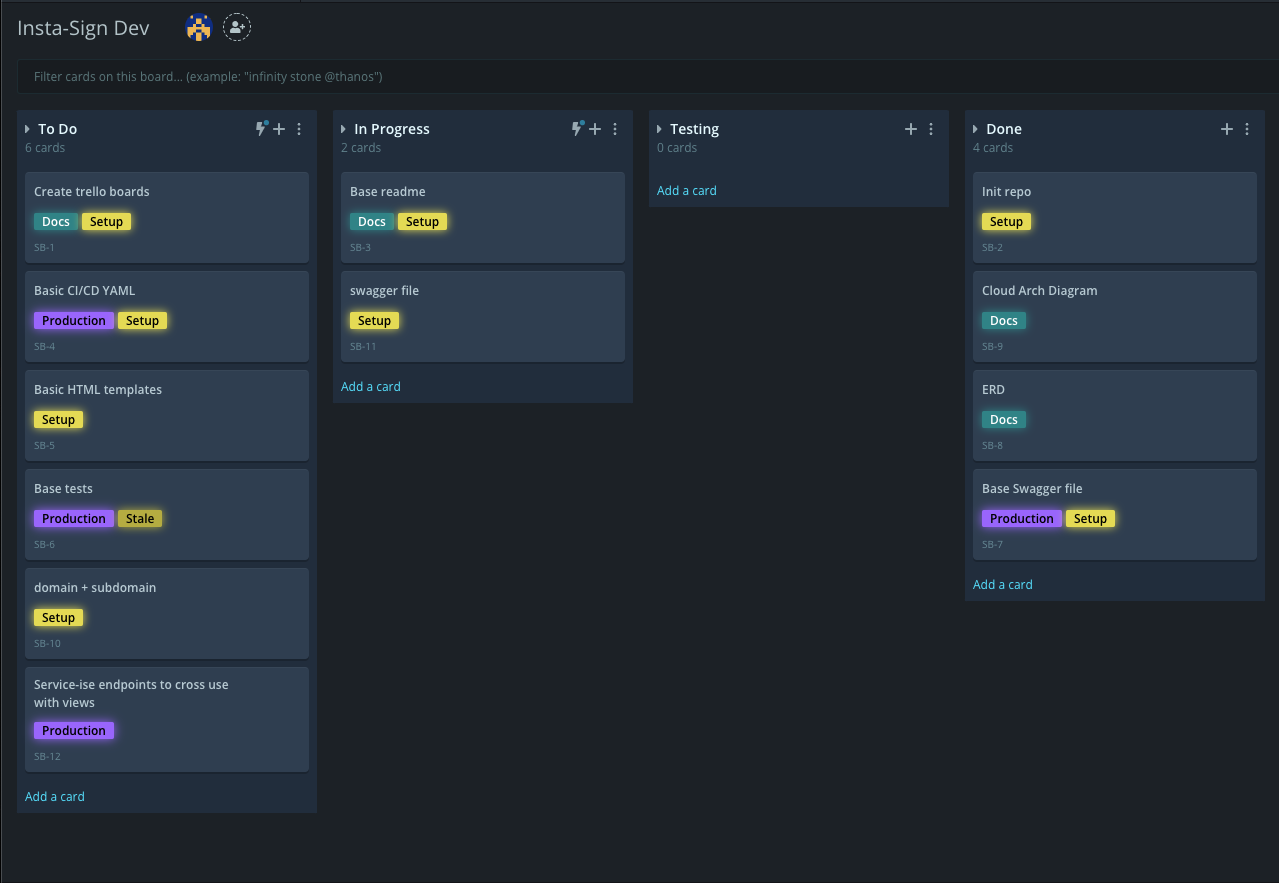 Insta-Sign Dev
Filter cards on this board... (example: "infinity stone @thanos")
To Do
6 cards
Create trello boards
Docs Setup
SB-1
Basic CI/CD YAML
Production Setup
SB-4
Basic HTML templates
Setup
SB-5
Base tests
Production Stale
SB-6
domain + subdomain
Setup
SB-10
Service-ise endpoints to cross use
with views
Production
SB-12
Add a card
In Progress
2 cards
Base readme
Docs Setup
SB-3
swagger file
Setup
SB-11
Add a card
Testing
0 cards
Add a card
Done
4 cards
Init repo
Setup
SB-2
Cloud Arch Diagram
Docs
SB-9
ERD
Docs
SB-8
Base Swagger file
Production Setup
SB-7
Add a card